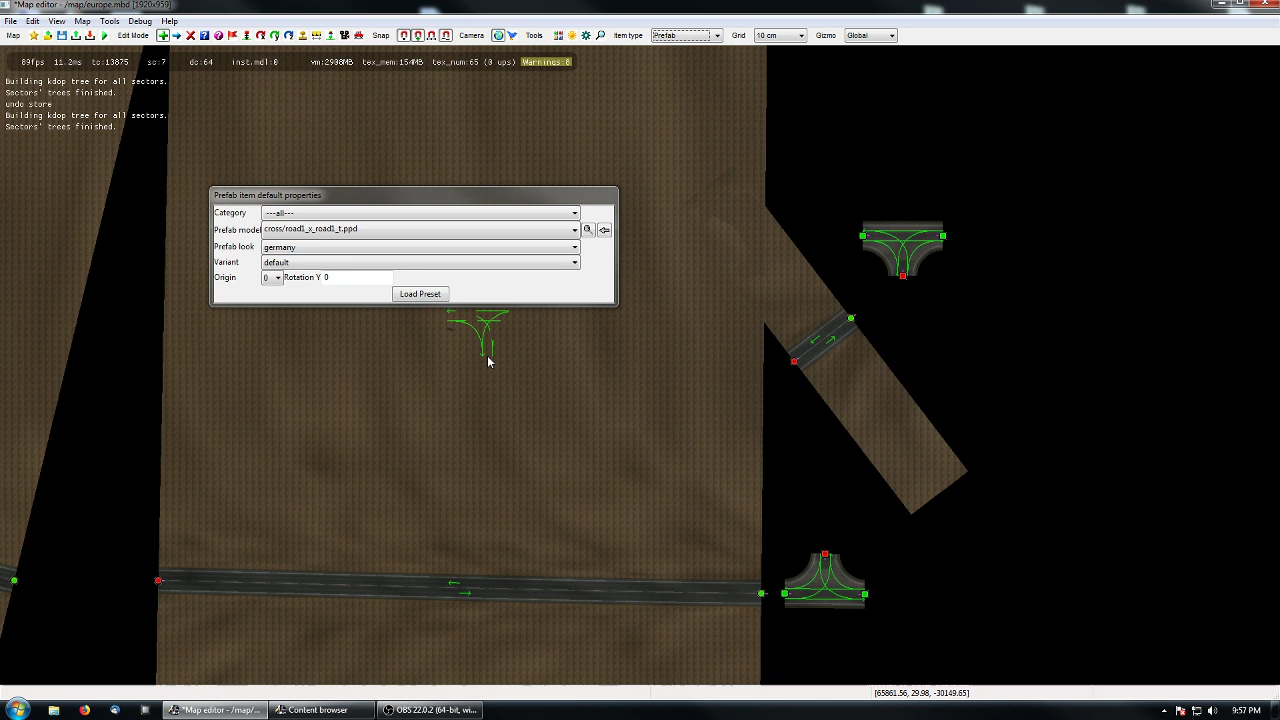 *Map editor - /map/europe.mbd [1920x959]
File Edit View Map Tools Debug Help
Map Edit Mode Snap Camera Tools Item type Prefab Grid 10 cm Gizmo Global
89fps 11.2ms tc:13875 sc:7 dc:64 inst.mdl:0 vm:2908MB tex_mem:154MB tex_num:65 (0 ups) Warnings:8
Building kdop tree for all sectors.
Sectors' trees finished.
undo store
Building kdop tree for all sectors.
Sectors' trees finished.
Prefab item default properties
Category ---all---
Prefab model cross/road1_x_road1_t.ppd
Prefab look germany
Variant default
Origin 0 Rotation Y 0
Load Preset
[65861.56, 29.98, -30149.65]
*Map editor - /map/... Content browser OBS 22.0.2 (64-bit, wi... 9:57 PM